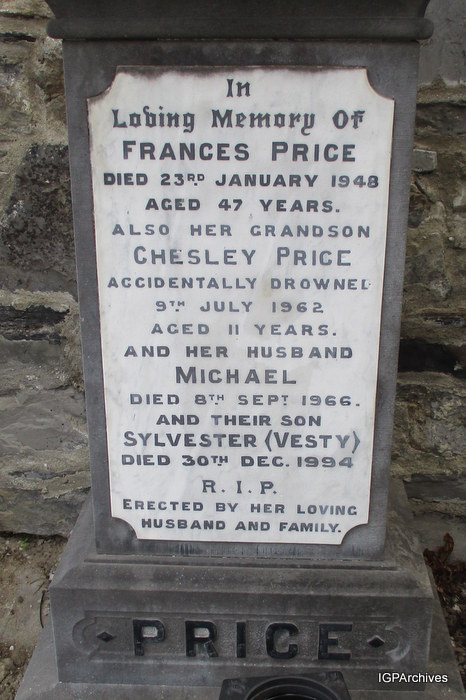 In
Loving Memory Of
FRANCES PRICE
DIED 23RD JANUARY 1948
AGED 47 YEARS.
ALSO HER GRANDSON
CHESLEY PRICE
ACCIDENTALLY DROWNED
9TH JULY 1962
AGED 11 YEARS.
AND HER HUSBAND
MICHAEL
DIED 8TH SEPT 1966.
AND THEIR SON
SYLVESTER (VESTY)
DIED 30TH DEC. 1994
R. I. P.
ERECTED BY HER LOVING
HUSBAND AND FAMILY.
PRICE
IGPArchives